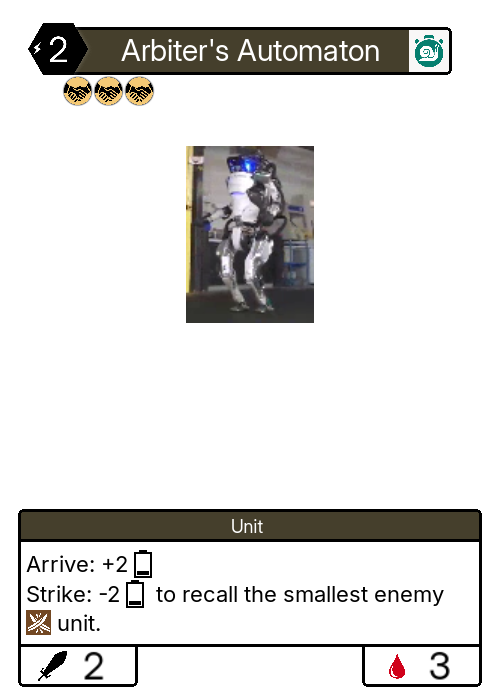 2 Arbiter's Automaton
Unit
Arrive: +2
Strike: -2 to recall the smallest enemy
unit.
2 3